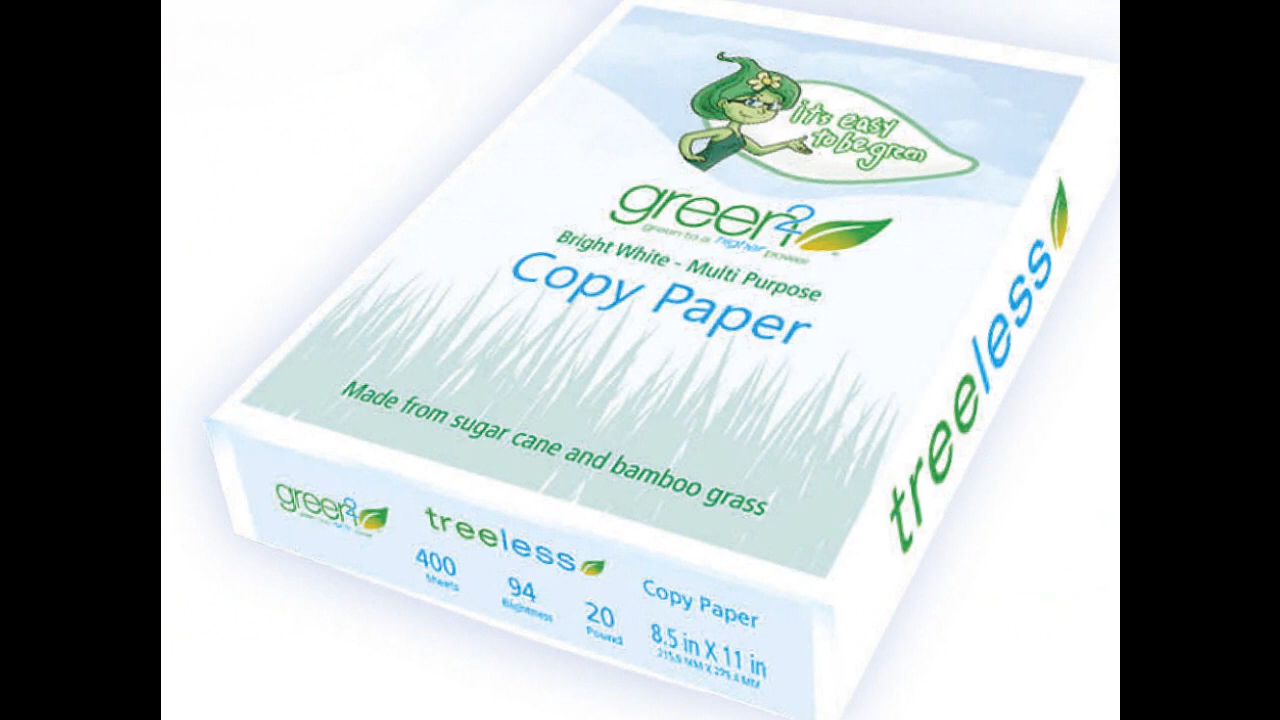 it's easy
to be green
green2
green to a higher power
Bright White - Multi Purpose
Copy Paper
Made from sugar cane and bamboo grass
treeless
green2
treeless
400
Sheets
94
Brightness
20
Pound
Copy Paper
8.5 in X 11 in